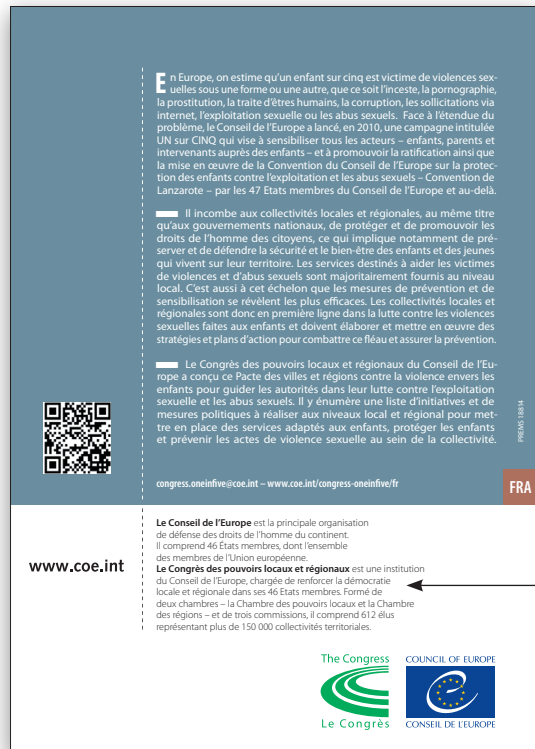 En Europe, on estime qu'un enfant sur cinq est victime de violences sex-
uelles sous une forme ou une autre, que ce soit l'inceste, la pornographie,
la prostitution, la traite d'êtres humains, la corruption, les sollicitations via
internet, l'exploitation sexuelle ou les abus sexuels. Face à l'étendue du
problème, le Conseil de l'Europe a lancé, en 2010, une campagne intitulée
UN sur CINQ qui vise à sensibiliser tous les acteurs – enfants, parents et
intervenants auprès des enfants – et à promouvoir la ratification ainsi que
la mise en œuvre de la Convention du Conseil de l'Europe sur la protec-
tion des enfants contre l'exploitation et les abus sexuels – Convention de
Lanzarote – par les 47 Etats membres du Conseil de l'Europe et au-delà.
Il incombe aux collectivités locales et régionales, au même titre
qu'aux gouvernements nationaux, de protéger et de promouvoir les
droits de l'homme des citoyens, ce qui implique notamment de pré-
server et de défendre la sécurité et le bien-être des enfants et des jeunes
qui vivent sur leur territoire. Les services destinés à aider les victimes
de violences et d'abus sexuels sont majoritairement fournis au niveau
local. C'est aussi à cet échelon que les mesures de prévention et de
sensibilisation se révèlent les plus efficaces. Les collectivités locales et
régionales sont donc en première ligne dans la lutte contre les violences
sexuelles faites aux enfants et doivent élaborer et mettre en œuvre des
stratégies et plans d'action pour combattre ce fléau et assurer la prévention.
Le Congrès des pouvoirs locaux et régionaux du Conseil de l'Eu-
rope a conçu ce Pacte des villes et régions contre la violence envers les
enfants pour guider les autorités dans leur lutte contre l'exploitation
sexuelle et les abus sexuels. Il y énumère une liste d'initiatives et de
mesures politiques à réaliser aux niveaux local et régional pour met-
tre en place des services adaptés aux enfants, protéger les enfants
et prévenir les actes de violence sexuelle au sein de la collectivité.
PREMS 18814
congress.oneinfive@coe.int – www.coe.int/congress-oneinfive/fr
FRA
www.coe.int
Le Conseil de l'Europe est la principale organisation
de défense des droits de l'homme du continent.
Il comprend 46 États membres, dont l'ensemble
des membres de l'Union européenne.
Le Congrès des pouvoirs locaux et régionaux est une institution
du Conseil de l'Europe, chargée de renforcer la démocratie
locale et régionale dans ses 46 Etats membres. Formé de
deux chambres – la Chambre des pouvoirs locaux et la Chambre
des régions – et de trois commissions, il comprend 612 élus
représentant plus de 150 000 collectivités territoriales.
The Congress
Le Congrès
COUNCIL OF EUROPE
CONSEIL DE L'EUROPE